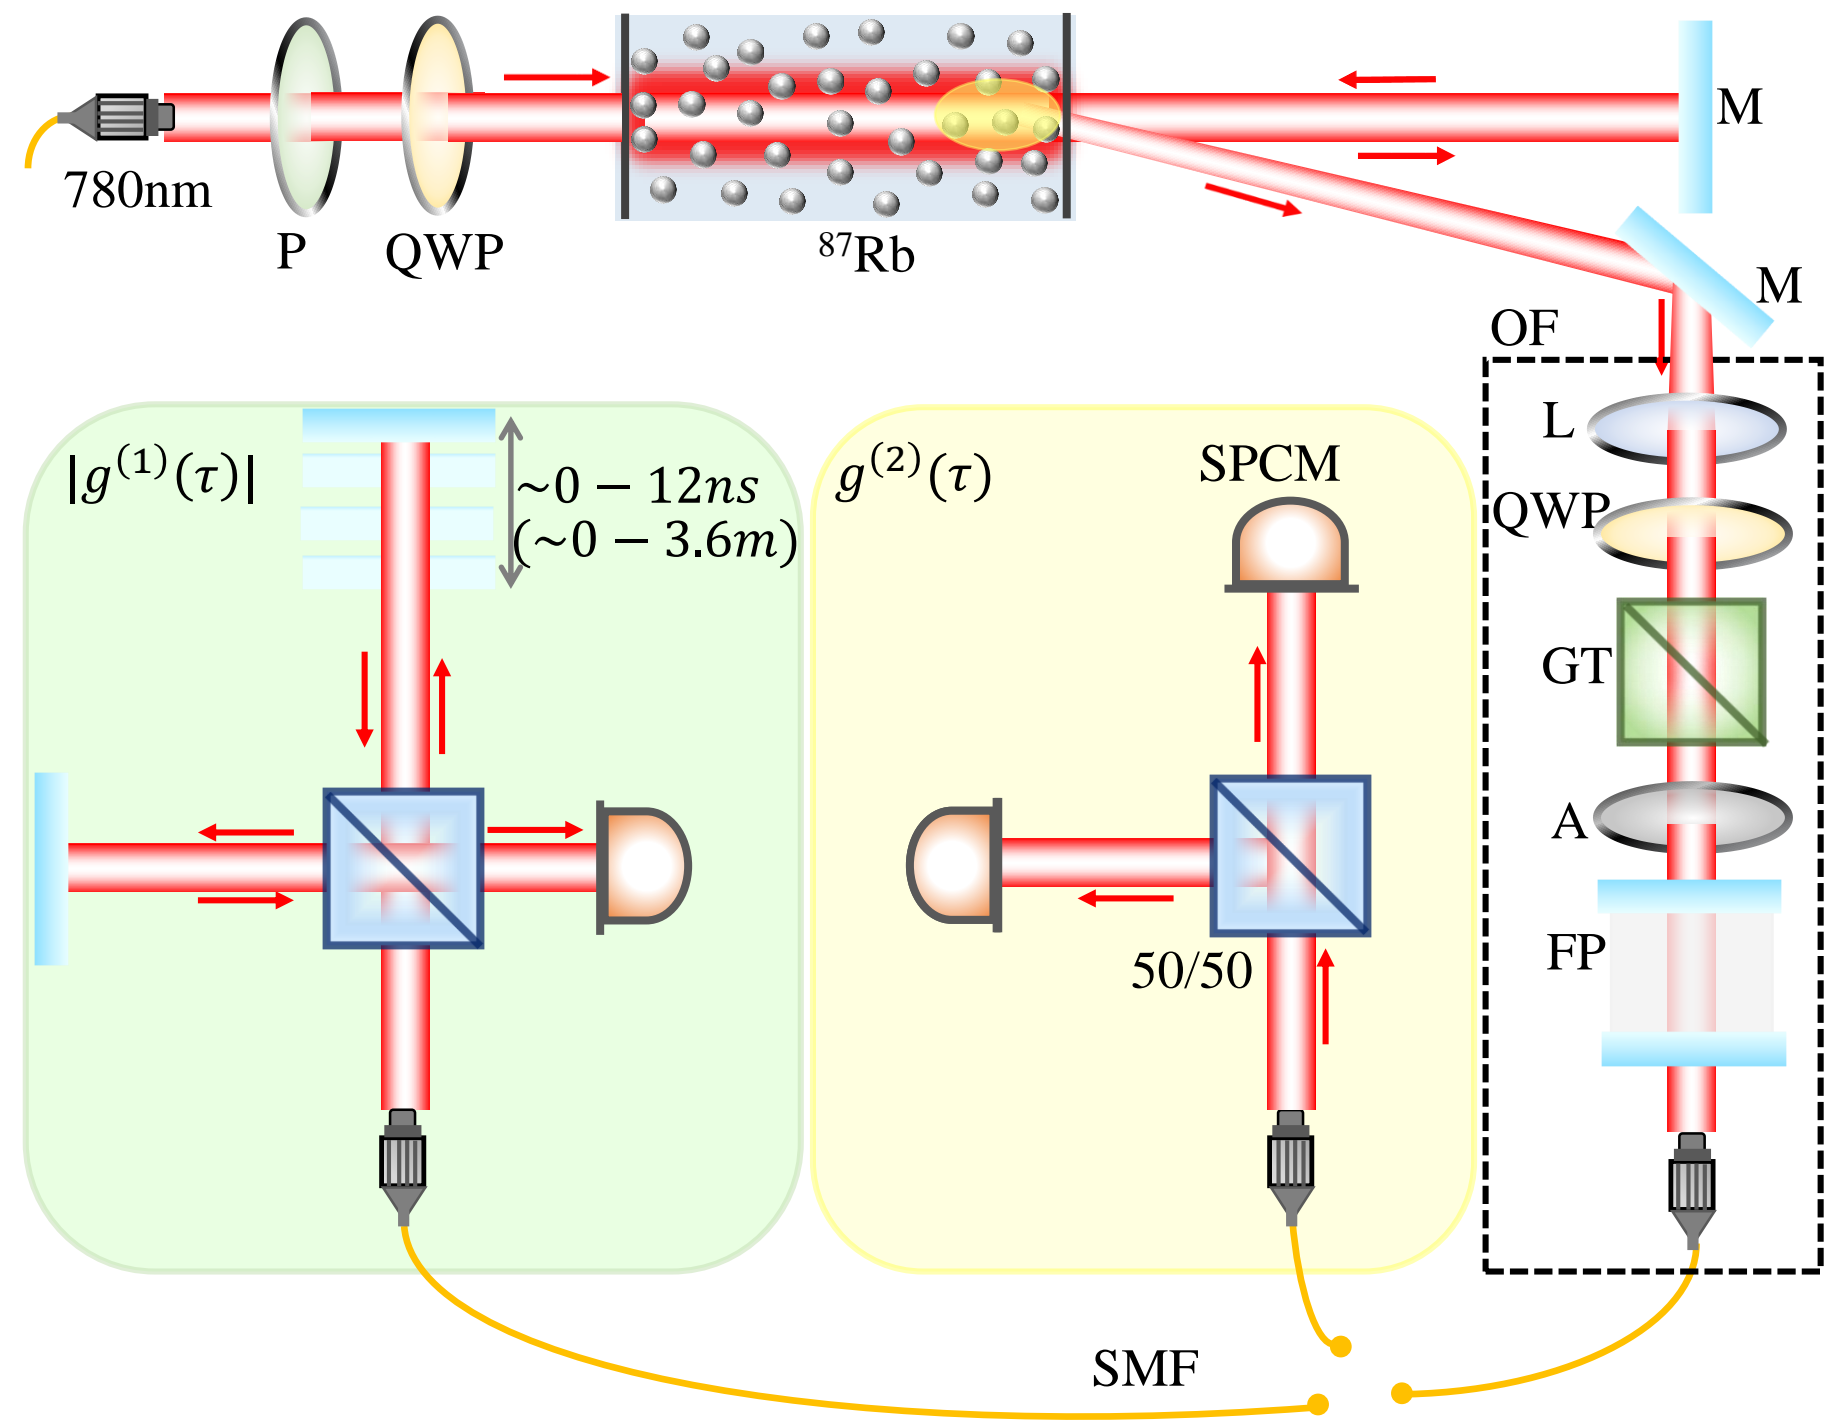 780nm
P
QWP
⁸⁷Rb
M
M
OF
L
QWP
GT
A
FP
|g⁽¹⁾(τ)|
~0 − 12ns
(~0 − 3.6m)
g⁽²⁾(τ)
SPCM
50/50
SMF